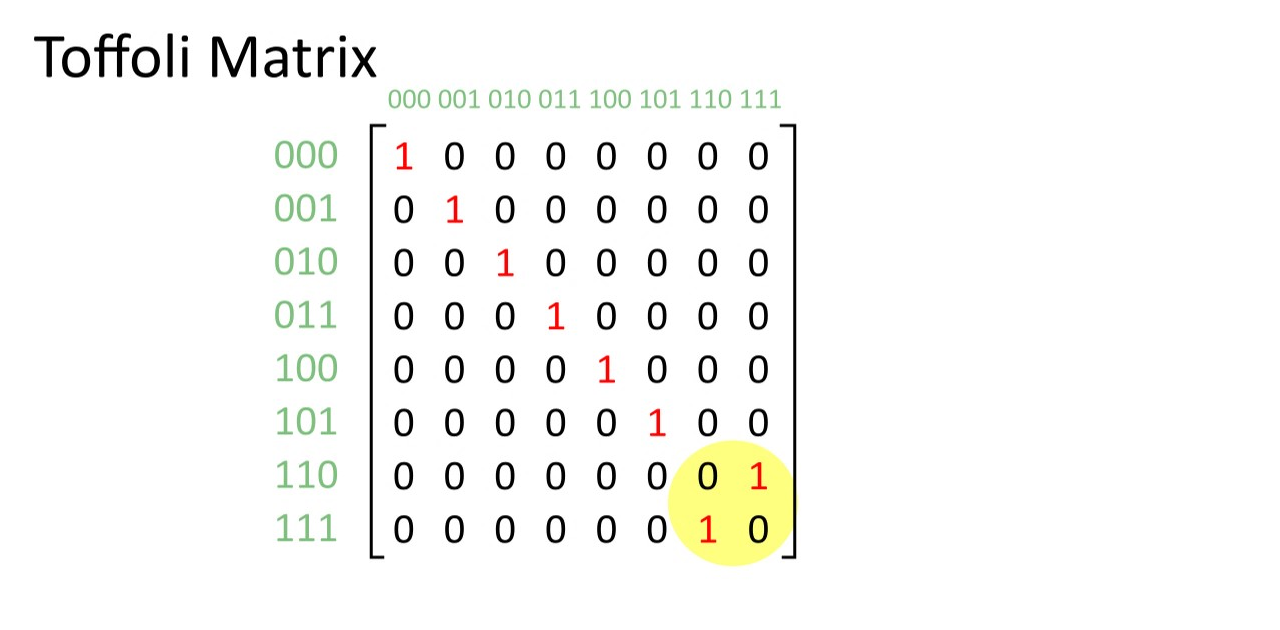 Toffoli Matrix
000 001 010 011 100 101 110 111
000 1 0 0 0 0 0 0 0
001 0 1 0 0 0 0 0 0
010 0 0 1 0 0 0 0 0
011 0 0 0 1 0 0 0 0
100 0 0 0 0 1 0 0 0
101 0 0 0 0 0 1 0 0
110 0 0 0 0 0 0 0 1
111 0 0 0 0 0 0 1 0